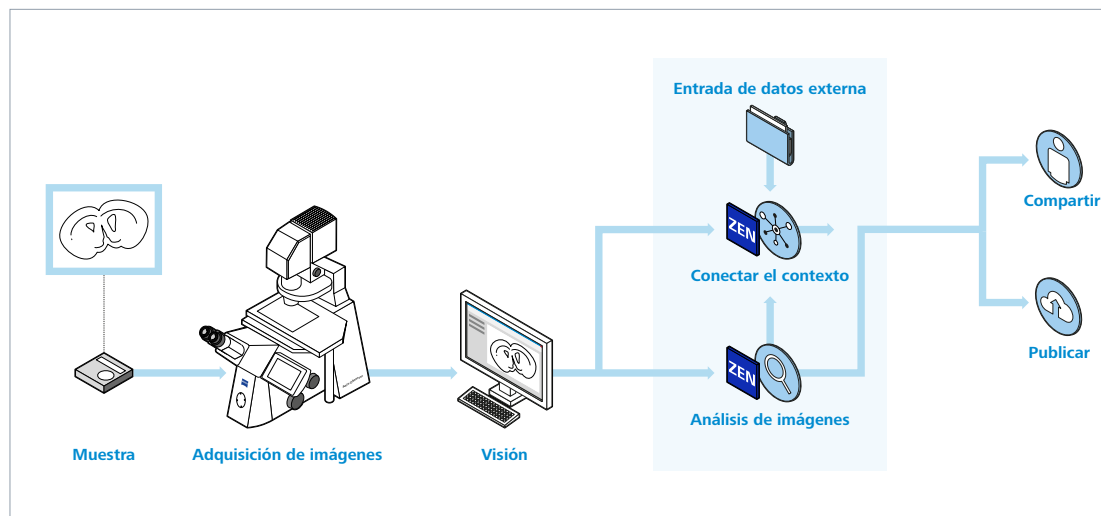 Entrada de datos externa
ZEN
Conectar el contexto
Compartir
ZEN
Análisis de imágenes
Publicar
Muestra
Adquisición de imágenes
Visión